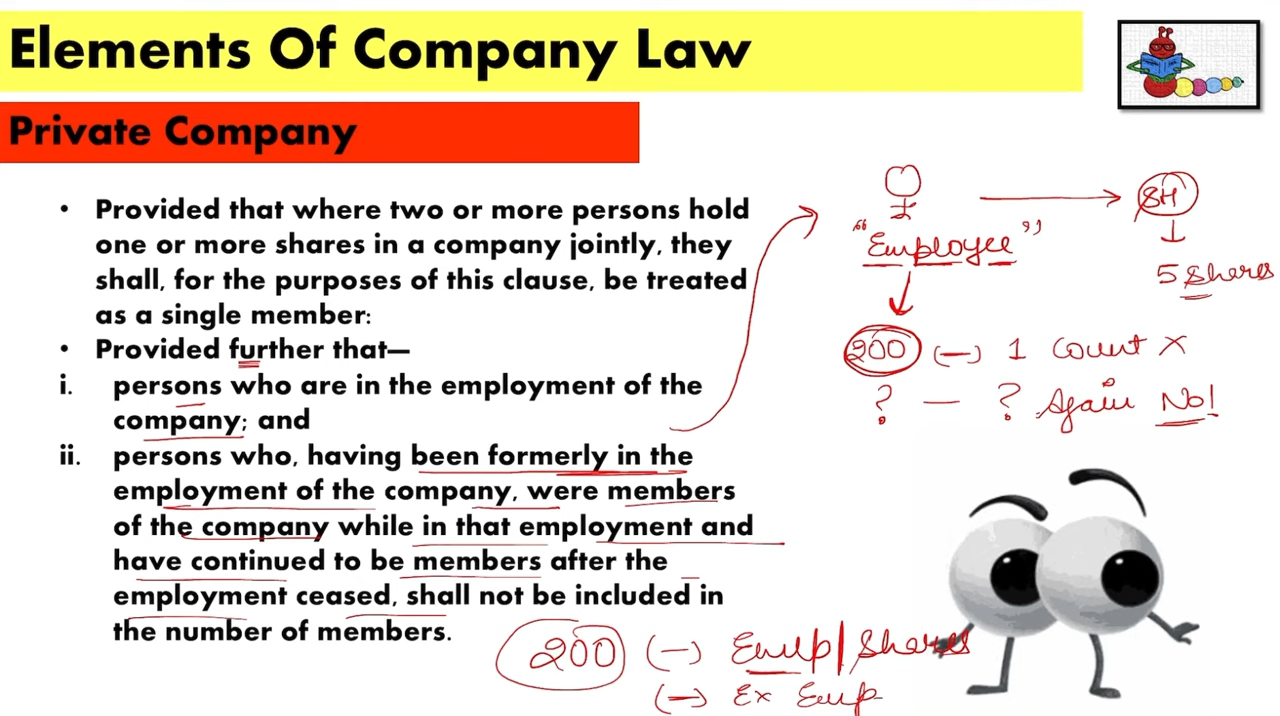 Elements Of Company Law
Private Company
• Provided that where two or more persons hold
one or more shares in a company jointly, they
shall, for the purposes of this clause, be treated
as a single member:
• Provided further that—
i. persons who are in the employment of the
company; and
ii. persons who, having been formerly in the
employment of the company, were members
of the company while in that employment and
have continued to be members after the
employment ceased, shall not be included in
the number of members.
SH
"Employee"
5 Shares
200 (—) 1 Count X
? — ? Again No!
200 (—) Emp/Shares
(—) Ex Emp